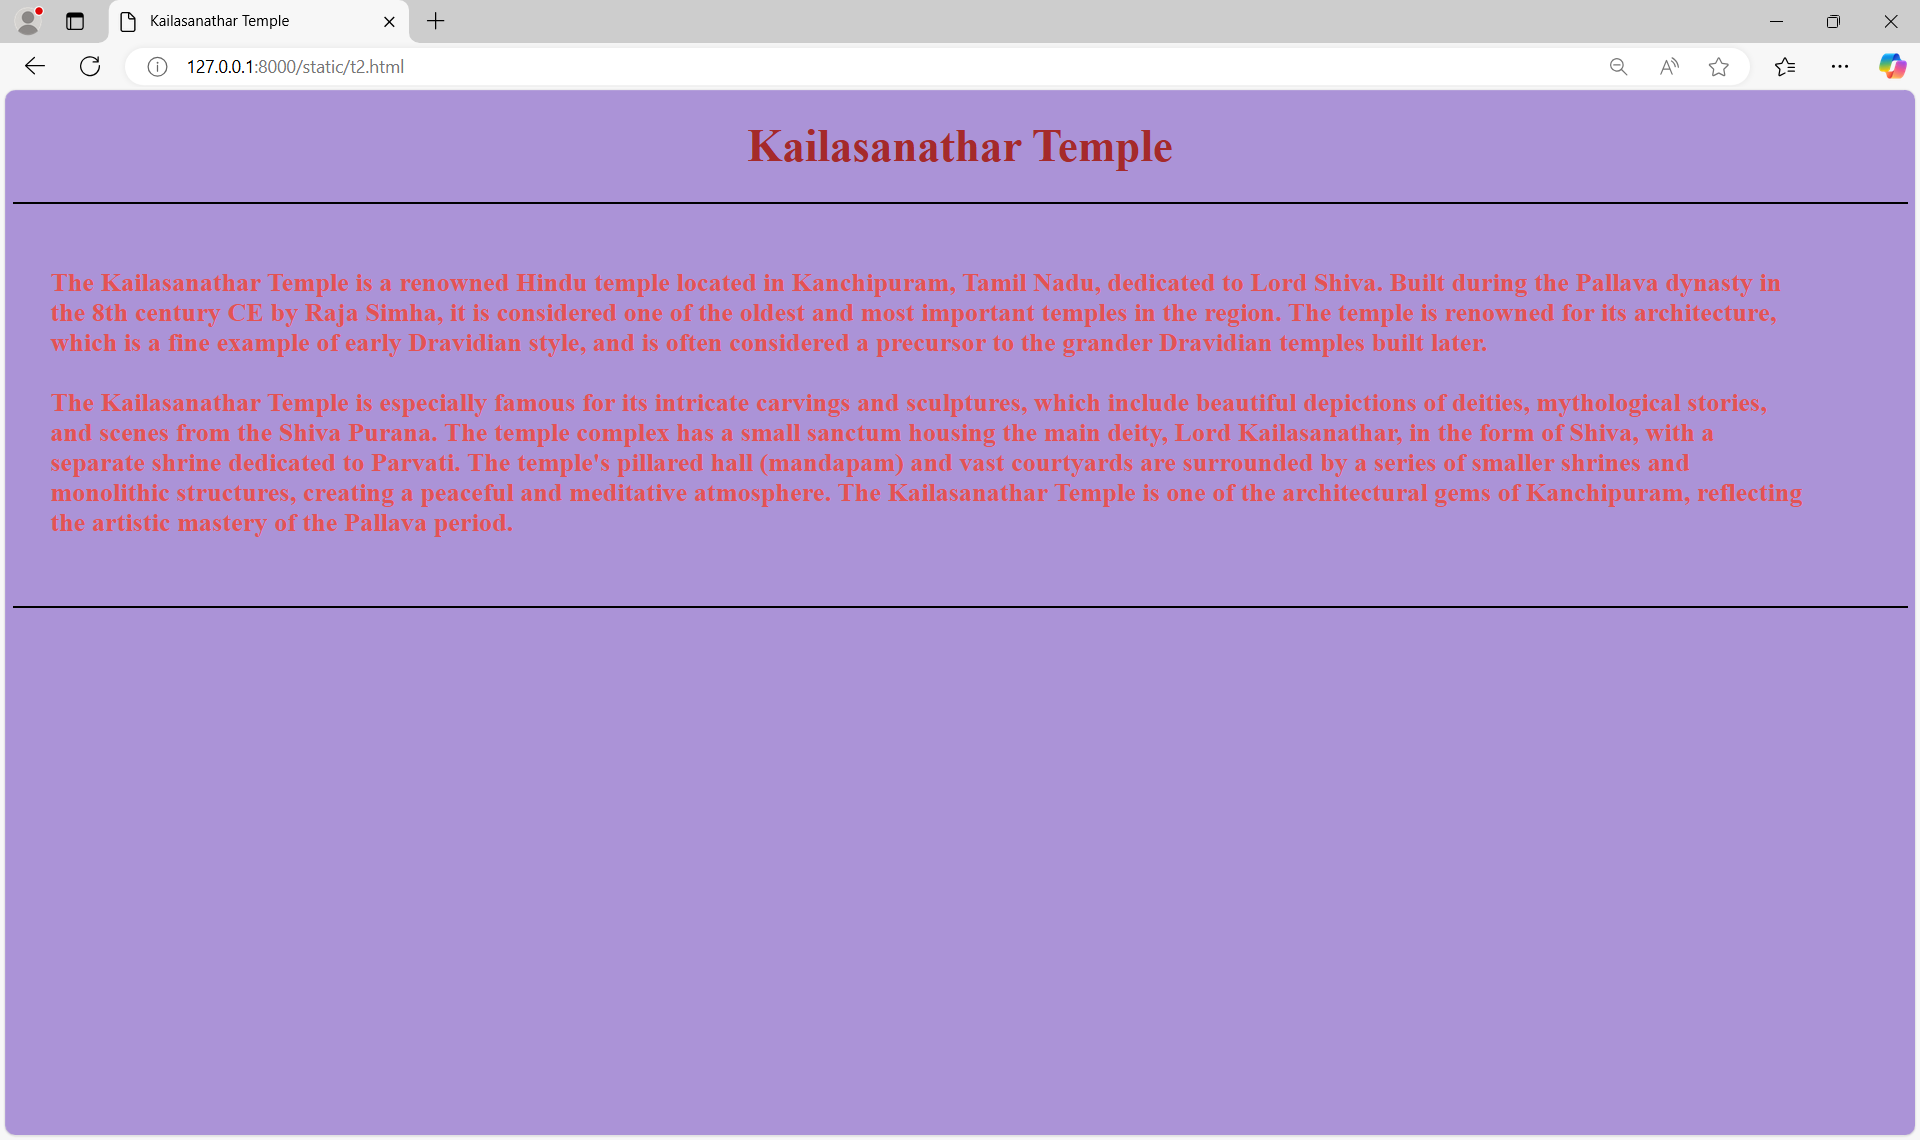 Kailasanathar Temple
127.0.0.1:8000/static/t2.html
Kailasanathar Temple
The Kailasanathar Temple is a renowned Hindu temple located in Kanchipuram, Tamil Nadu, dedicated to Lord Shiva. Built during the Pallava dynasty in
the 8th century CE by Raja Simha, it is considered one of the oldest and most important temples in the region. The temple is renowned for its architecture,
which is a fine example of early Dravidian style, and is often considered a precursor to the grander Dravidian temples built later.
The Kailasanathar Temple is especially famous for its intricate carvings and sculptures, which include beautiful depictions of deities, mythological stories,
and scenes from the Shiva Purana. The temple complex has a small sanctum housing the main deity, Lord Kailasanathar, in the form of Shiva, with a
separate shrine dedicated to Parvati. The temple's pillared hall (mandapam) and vast courtyards are surrounded by a series of smaller shrines and
monolithic structures, creating a peaceful and meditative atmosphere. The Kailasanathar Temple is one of the architectural gems of Kanchipuram, reflecting
the artistic mastery of the Pallava period.